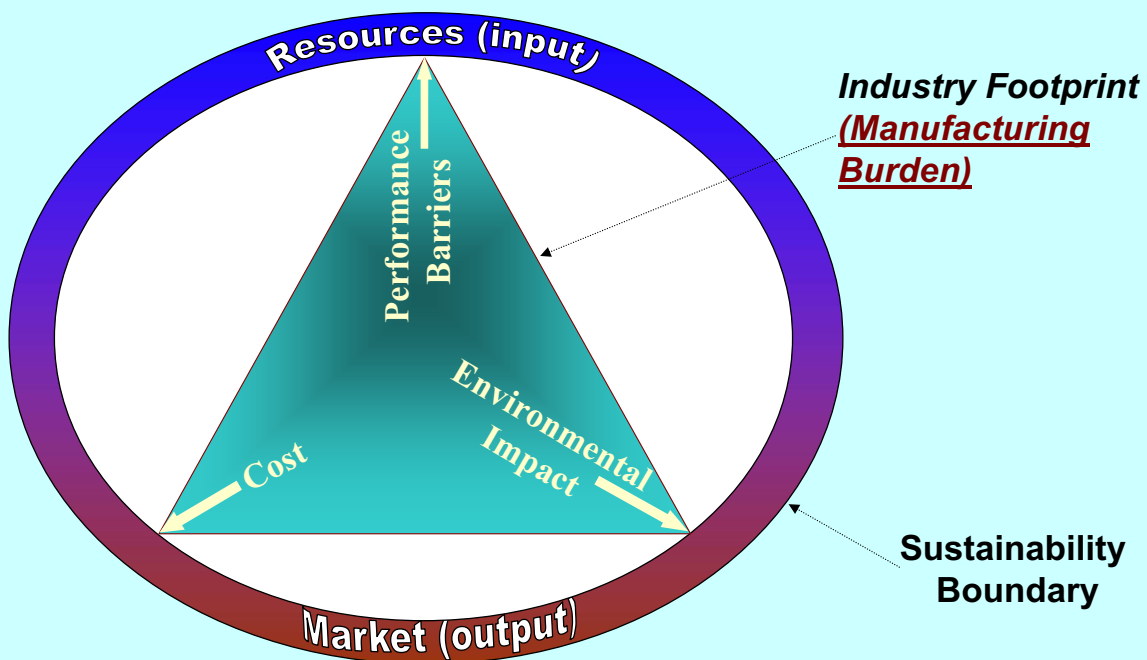 Resources (input)
Industry Footprint
(Manufacturing
Burden)
Performance
Barriers
Environmental
Impact
Cost
Sustainability
Boundary
Market (output)